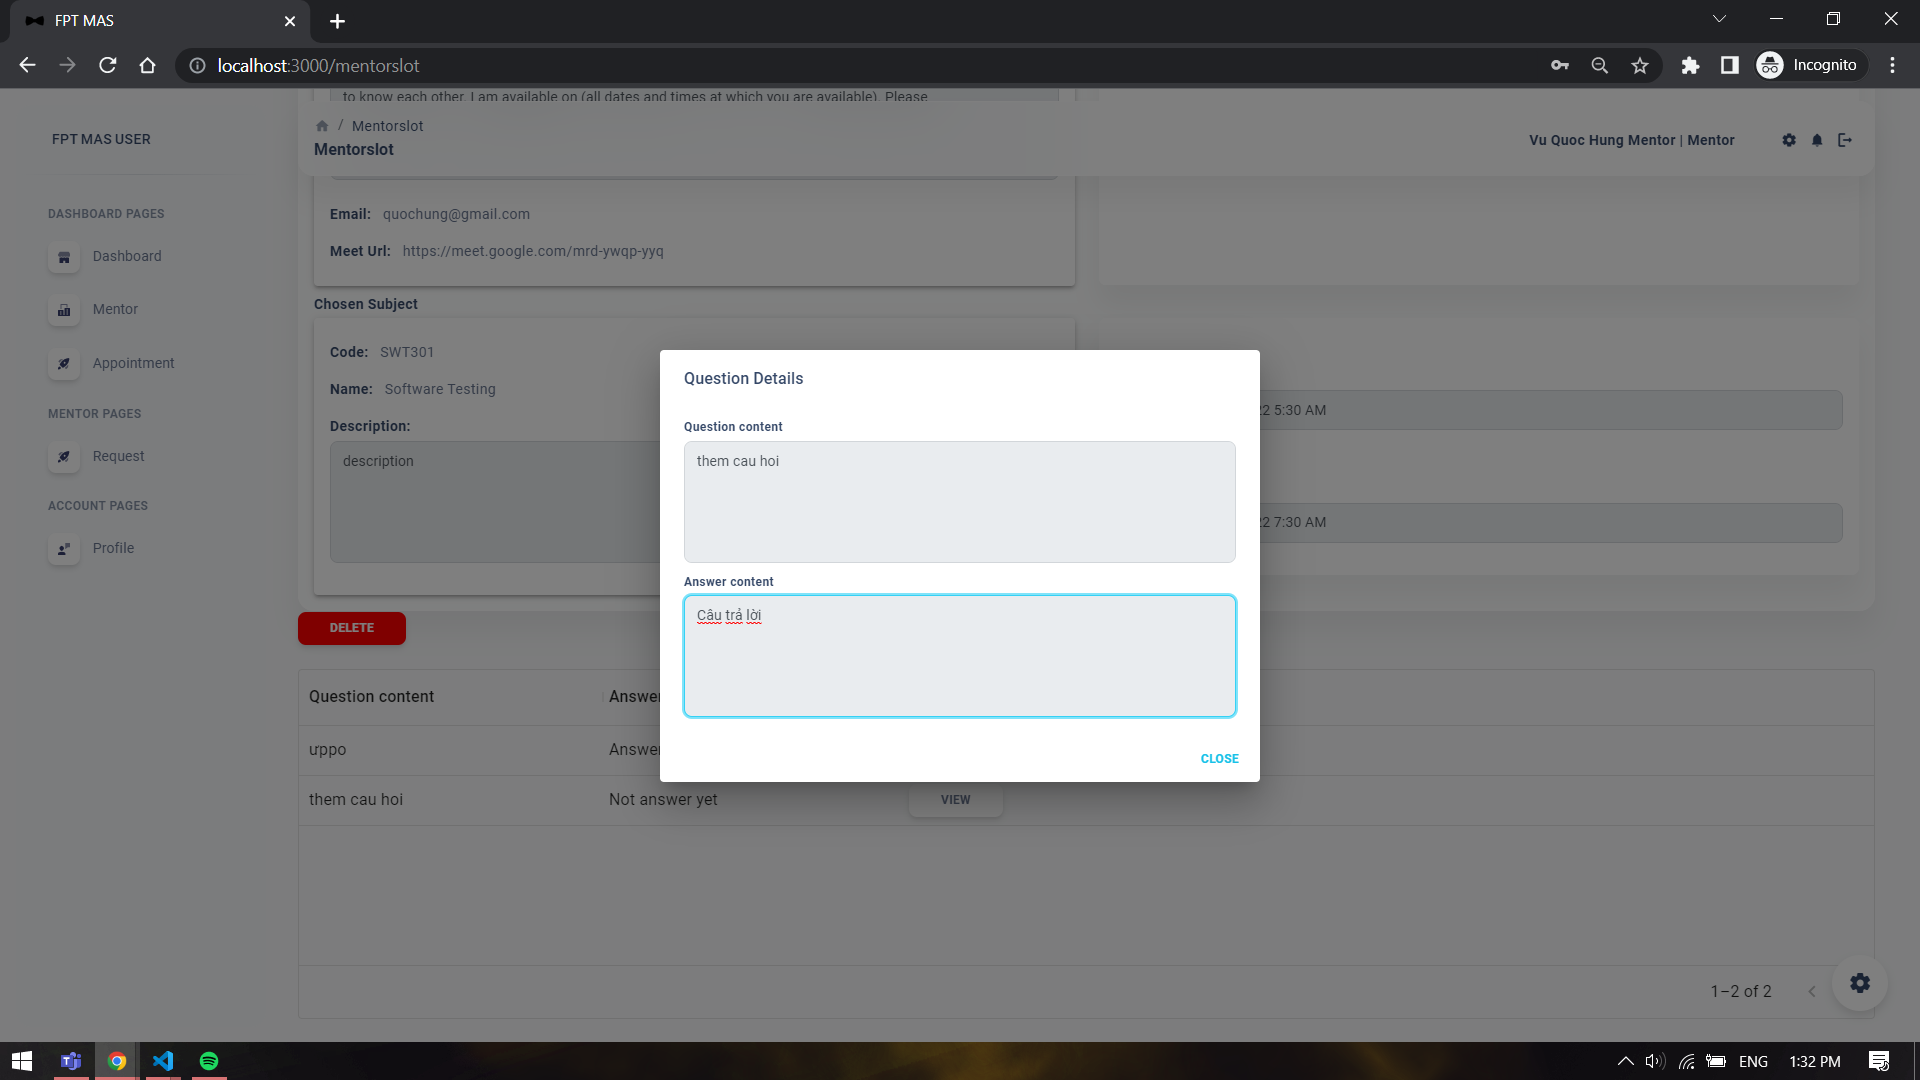 FPT MAS
localhost:3000/mentorslot
Incognito
to know each other. I am available on (all dates and times at which you are available). Please
FPT MAS USER
/ Mentorslot
Mentorslot
Vu Quoc Hung Mentor | Mentor
DASHBOARD PAGES
Dashboard
Mentor
Appointment
MENTOR PAGES
Request
ACCOUNT PAGES
Profile
Email: quochung@gmail.com
Meet Url: https://meet.google.com/mrd-ywqp-yyq
Chosen Subject
Code: SWT301
Name: Software Testing
Description:
description
Question Details
Question content
them cau hoi
Answer content
Câu trả lời
CLOSE
22 5:30 AM
22 7:30 AM
DELETE
Question content Answer
ưppo Answer
them cau hoi Not answer yet VIEW
1–2 of 2
ENG 1:32 PM